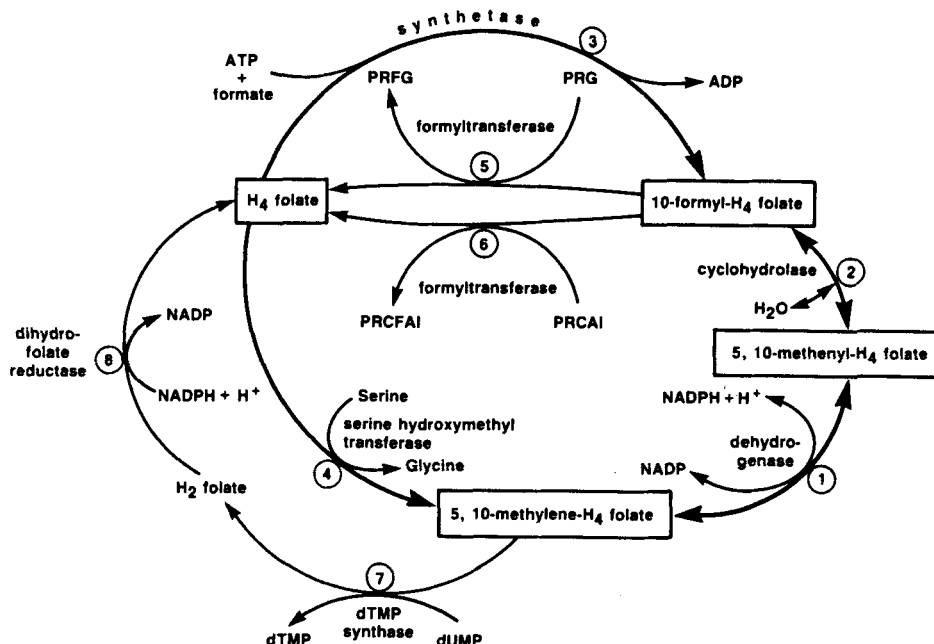 synthetase
3
ATP
+
formate
PRFG
PRG
ADP
formyltransferase
5
H4 folate
10-formyl-H4 folate
6
formyltransferase
cyclohydrolase
2
H2O
PRCFAI
PRCAI
NADP
dihydro-
folate
reductase
8
NADPH + H+
5, 10-methenyl-H4 folate
Serine
serine hydroxymethyl
transferase
Glycine
4
NADPH + H+
dehydro-
genase
NADP
1
H2 folate
5, 10-methylene-H4 folate
7
dTMP
synthase
dTMP
dUMP